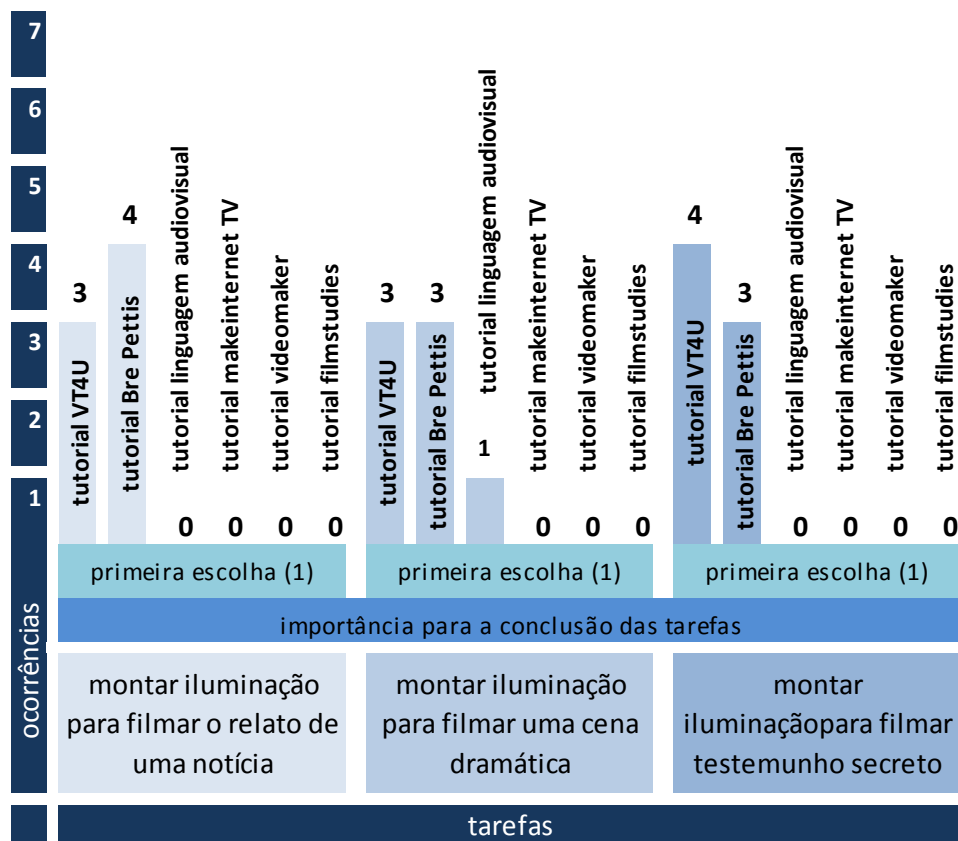 7
6
5
4
3
2
1
ocorrências
3
tutorial VT4U
4
tutorial Bre Pettis
tutorial linguagem audiovisual
0
tutorial makeinternet TV
0
tutorial videomaker
0
tutorial filmstudies
0
3
tutorial VT4U
3
tutorial Bre Pettis
tutorial linguagem audiovisual
1
tutorial makeinternet TV
0
tutorial videomaker
0
tutorial filmstudies
0
4
tutorial VT4U
3
tutorial Bre Pettis
tutorial linguagem audiovisual
0
tutorial makeinternet TV
0
tutorial videomaker
0
tutorial filmstudies
0
primeira escolha (1)
primeira escolha (1)
primeira escolha (1)
importância para a conclusão das tarefas
montar iluminação
para filmar o relato de
uma notícia
montar iluminação
para filmar uma cena
dramática
montar
iluminaçãopara filmar
testemunho secreto
tarefas